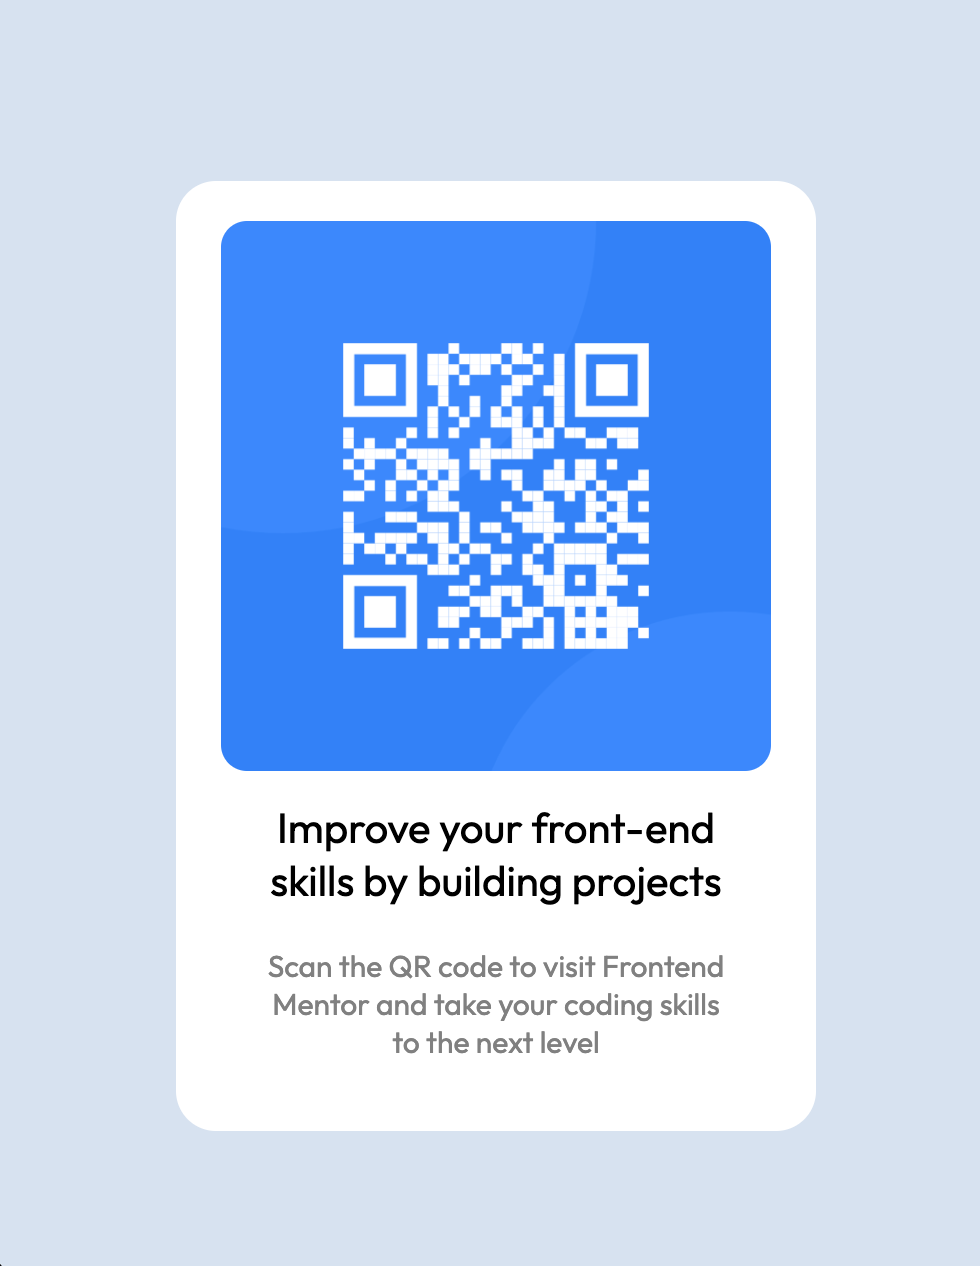 Improve your front-end
skills by building projects
Scan the QR code to visit Frontend
Mentor and take your coding skills
to the next level